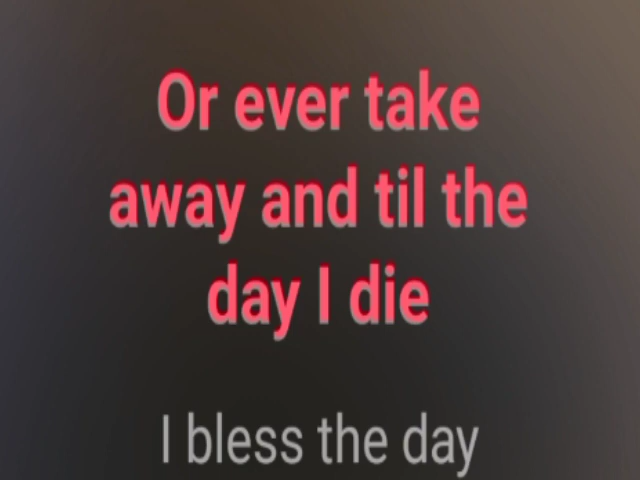 Or ever take
away and til the
day I die
I bless the day